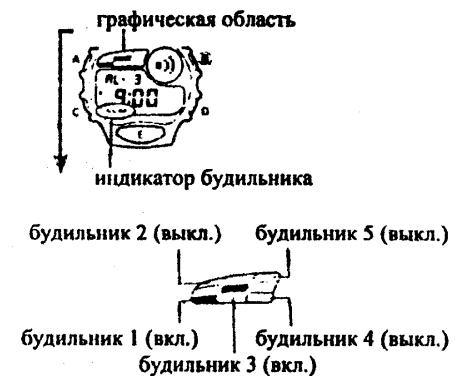 графическая область
A
AL - 3
9:00
C
D
E
индикатор будильника
будильник 2 (выкл.)
будильник 5 (выкл.)
будильник 1 (вкл.)
будильник 4 (выкл.)
будильник 3 (вкл.)